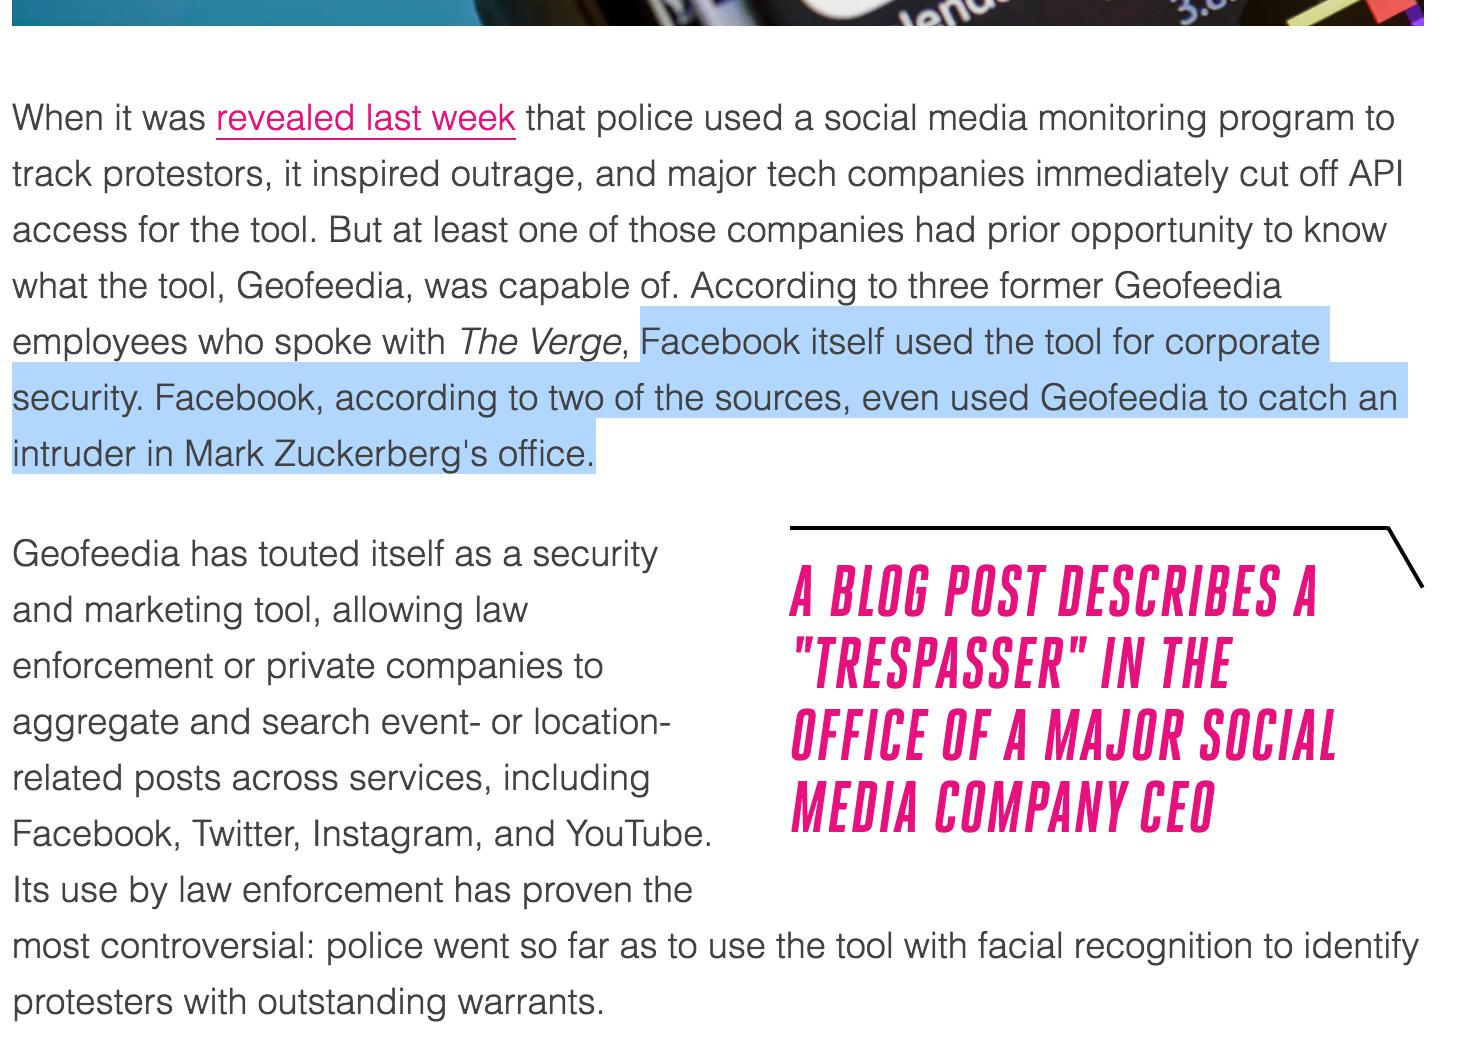 When it was revealed last week that police used a social media monitoring program to
track protestors, it inspired outrage, and major tech companies immediately cut off API
access for the tool. But at least one of those companies had prior opportunity to know
what the tool, Geofeedia, was capable of. According to three former Geofeedia
employees who spoke with The Verge, Facebook itself used the tool for corporate
security. Facebook, according to two of the sources, even used Geofeedia to catch an
intruder in Mark Zuckerberg's office.
Geofeedia has touted itself as a security
and marketing tool, allowing law
enforcement or private companies to
aggregate and search event- or location-
related posts across services, including
Facebook, Twitter, Instagram, and YouTube.
Its use by law enforcement has proven the
most controversial: police went so far as to use the tool with facial recognition to identify
protesters with outstanding warrants.
A BLOG POST DESCRIBES A
"TRESPASSER" IN THE
OFFICE OF A MAJOR SOCIAL
MEDIA COMPANY CEO